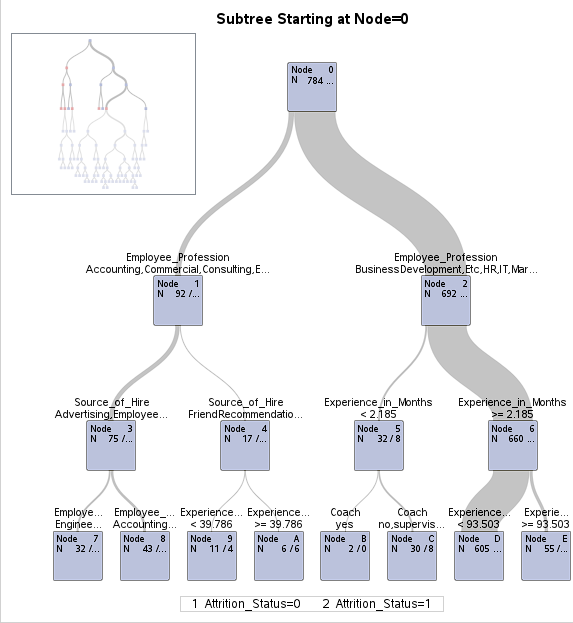 Subtree Starting at Node=0
Node 0
N 784 ...
Employee_Profession
Accounting,Commercial,Consulting,E...
Employee_Profession
BusinessDevelopment,Etc,HR,IT,Mar...
Node 1
N 92 /...
Node 2
N 692 ...
Source_of_Hire
Advertising,Employee...
Source_of_Hire
FriendRecommendatio...
Experience_in_Months
< 2.185
Experience_in_Months
>= 2.185
Node 3
N 75 /...
Node 4
N 17 /...
Node 5
N 32 / 8
Node 6
N 660 ...
Employe...
Enginee...
Employee_...
Accounting...
Experience...
< 39.786
Experience...
>= 39.786
Coach
yes
Coach
no,supervis...
Experience...
< 93.503
Experie...
>= 93.503
Node 7
N 32 /...
Node 8
N 43 /...
Node 9
N 11 / 4
Node A
N 6 / 6
Node B
N 2 / 0
Node C
N 30 / 8
Node D
N 605 ...
Node E
N 55 /...
1 Attrition_Status=0 2 Attrition_Status=1